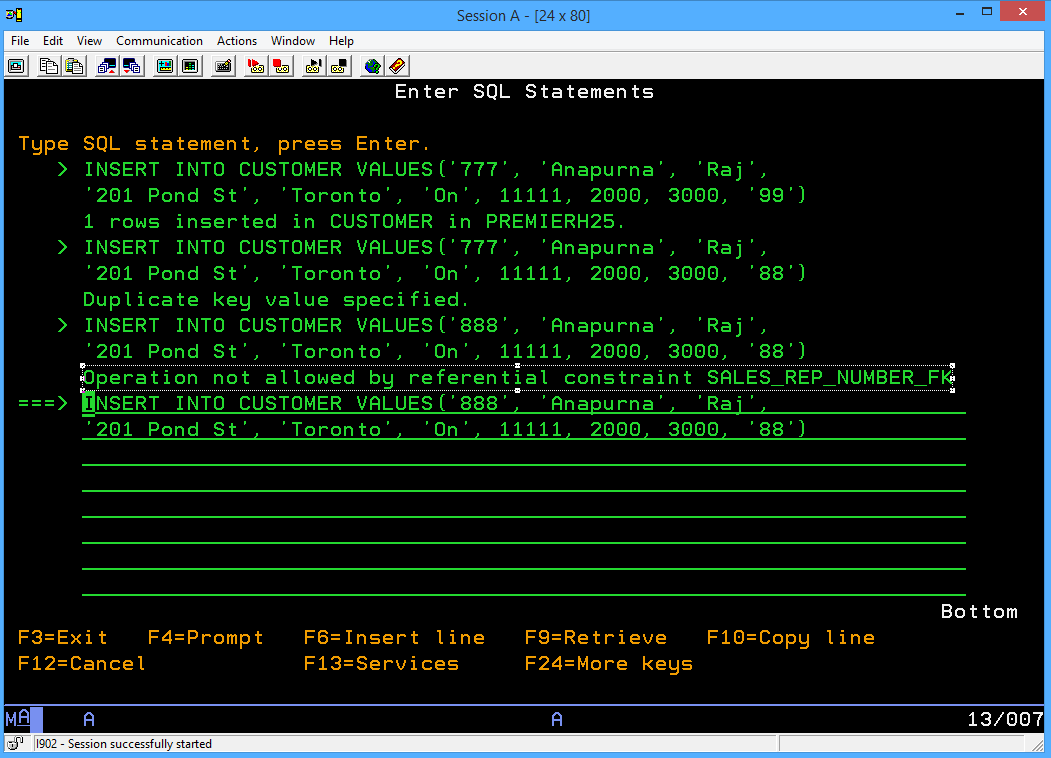 Session A - [24 x 80]
File Edit View Communication Actions Window Help
Enter SQL Statements
Type SQL statement, press Enter.
> INSERT INTO CUSTOMER VALUES('777', 'Anapurna', 'Raj',
'201 Pond St', 'Toronto', 'On', 11111, 2000, 3000, '99')
1 rows inserted in CUSTOMER in PREMIERH25.
> INSERT INTO CUSTOMER VALUES('777', 'Anapurna', 'Raj',
'201 Pond St', 'Toronto', 'On', 11111, 2000, 3000, '88')
Duplicate key value specified.
> INSERT INTO CUSTOMER VALUES('888', 'Anapurna', 'Raj',
'201 Pond St', 'Toronto', 'On', 11111, 2000, 3000, '88')
Operation not allowed by referential constraint SALES_REP_NUMBER_FK
===> INSERT INTO CUSTOMER VALUES('888', 'Anapurna', 'Raj',
'201 Pond St', 'Toronto', 'On', 11111, 2000, 3000, '88')
Bottom
F3=Exit F4=Prompt F6=Insert line F9=Retrieve F10=Copy line
F12=Cancel F13=Services F24=More keys
MA A A 13/007
I902 - Session successfully started